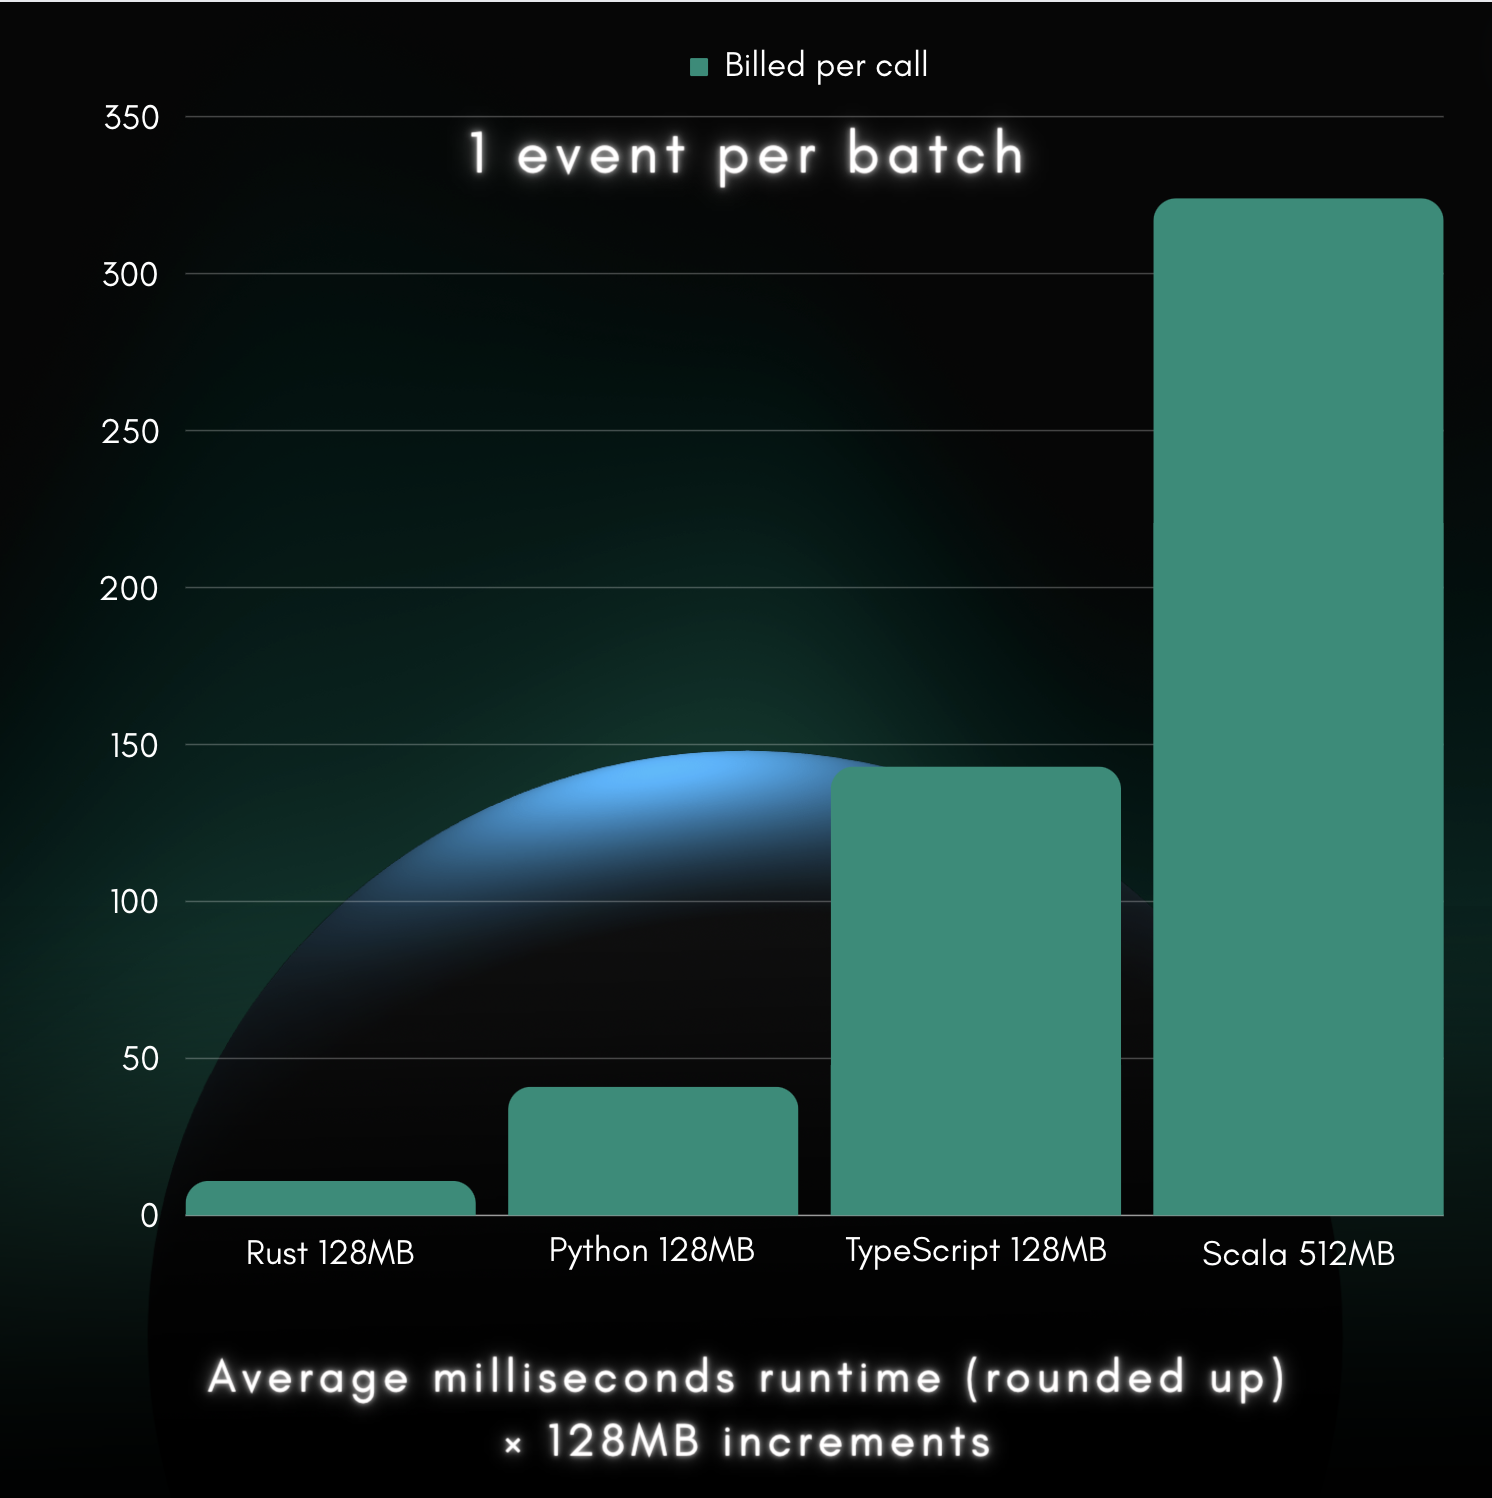 Billed per call
350
1 event per batch
300
250
200
150
100
50
0
Rust 128MB
Python 128MB
TypeScript 128MB
Scala 512MB
Average milliseconds runtime (rounded up)
× 128MB increments